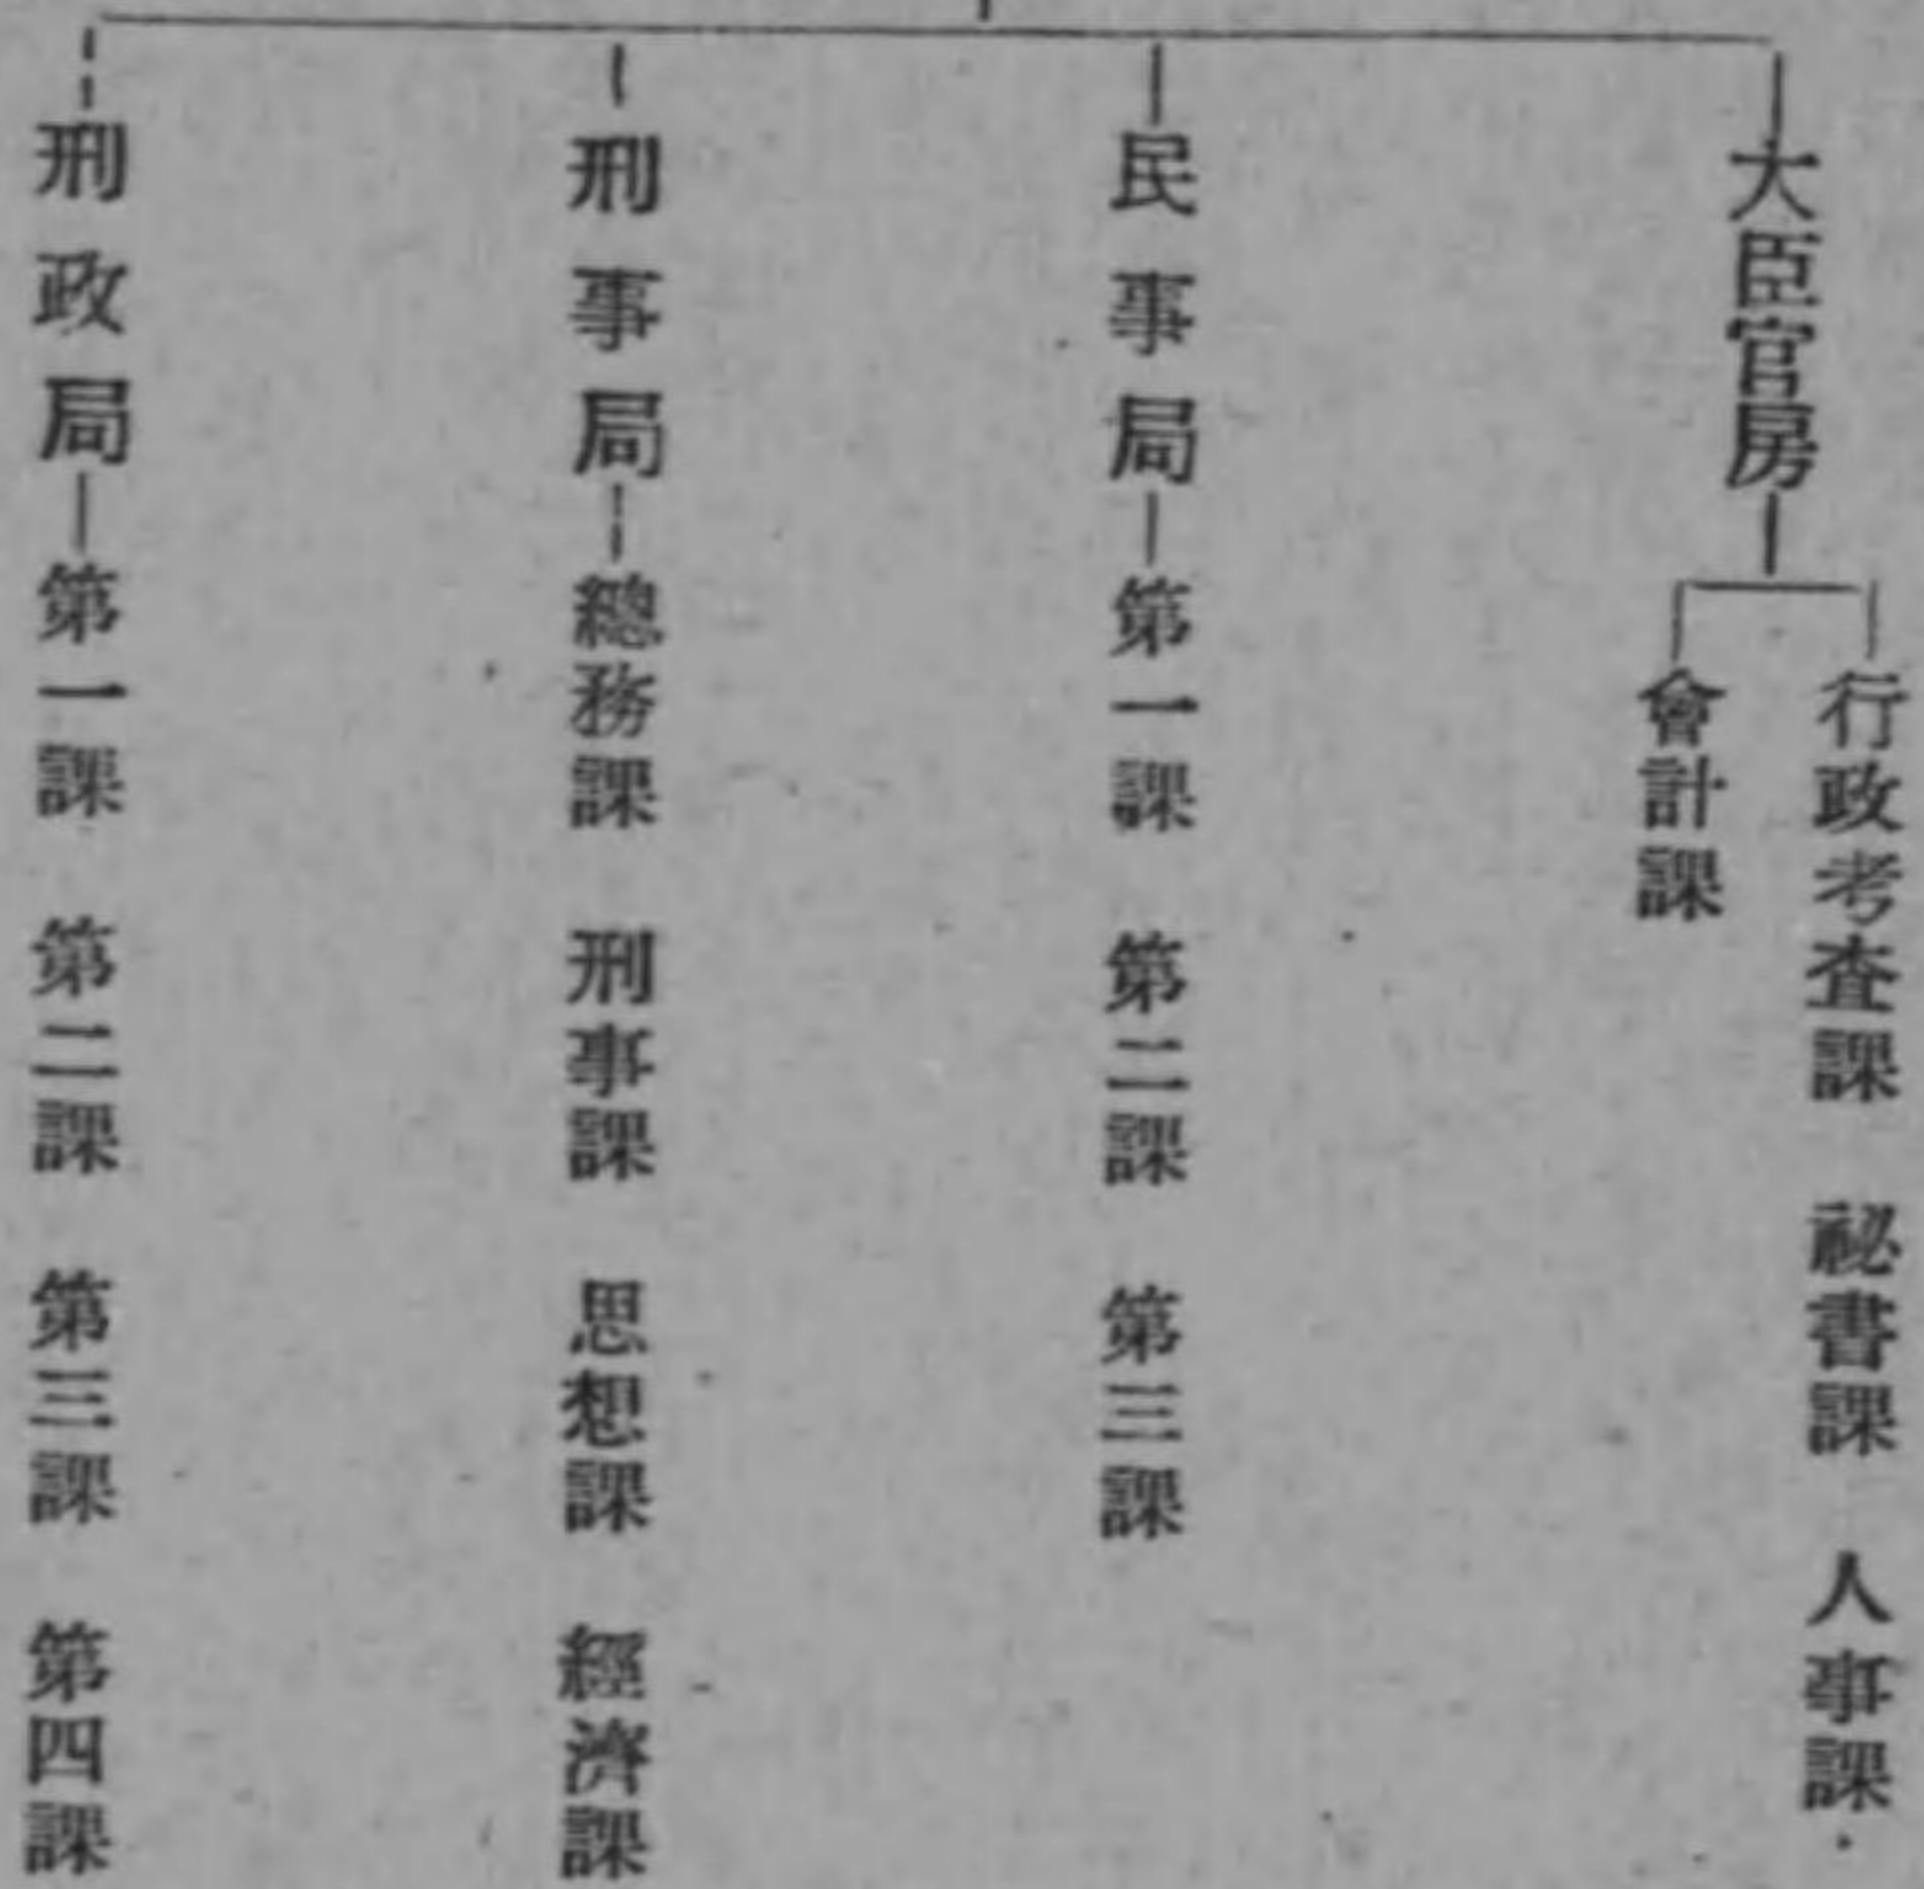 大臣官房
行政考査課　祕書課　人事課
會計課
民事局
第一課　第二課　第三課
刑事局
總務課　刑事課　思想課　經濟課
刑政局
第一課　第二課　第三課　第四課